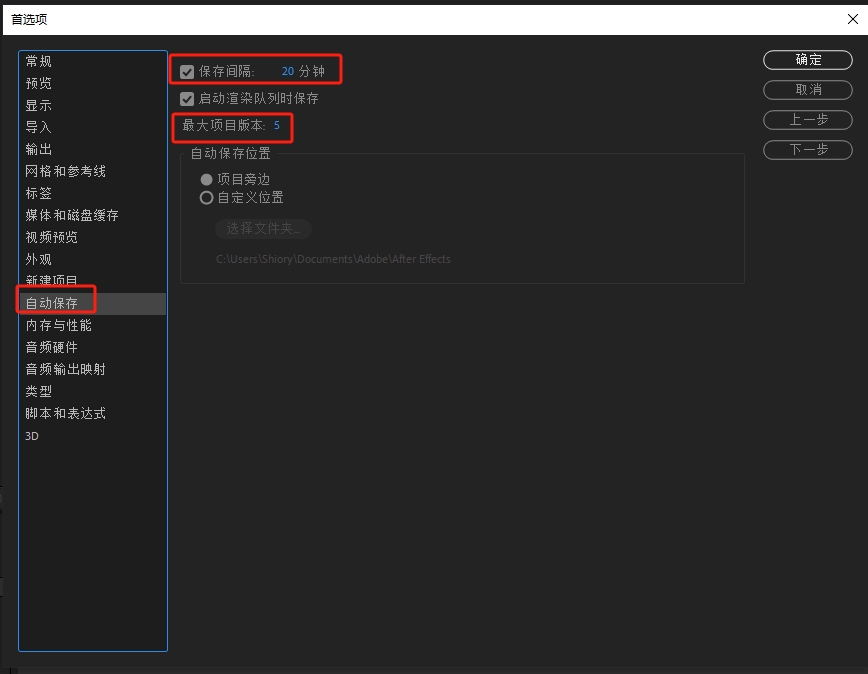 首选项
常规
预览
显示
导入
输出
网格和参考线
标签
媒体和磁盘缓存
视频预览
外观
新建项目
自动保存
内存与性能
音频硬件
音频输出映射
类型
脚本和表达式
3D
保存间隔: 20 分钟
启动渲染队列时保存
最大项目版本: 5
自动保存位置
项目旁边
自定义位置
选择文件夹...
C:\Users\Shiory\Documents\Adobe\After Effects
确定
取消
上一步
下一步